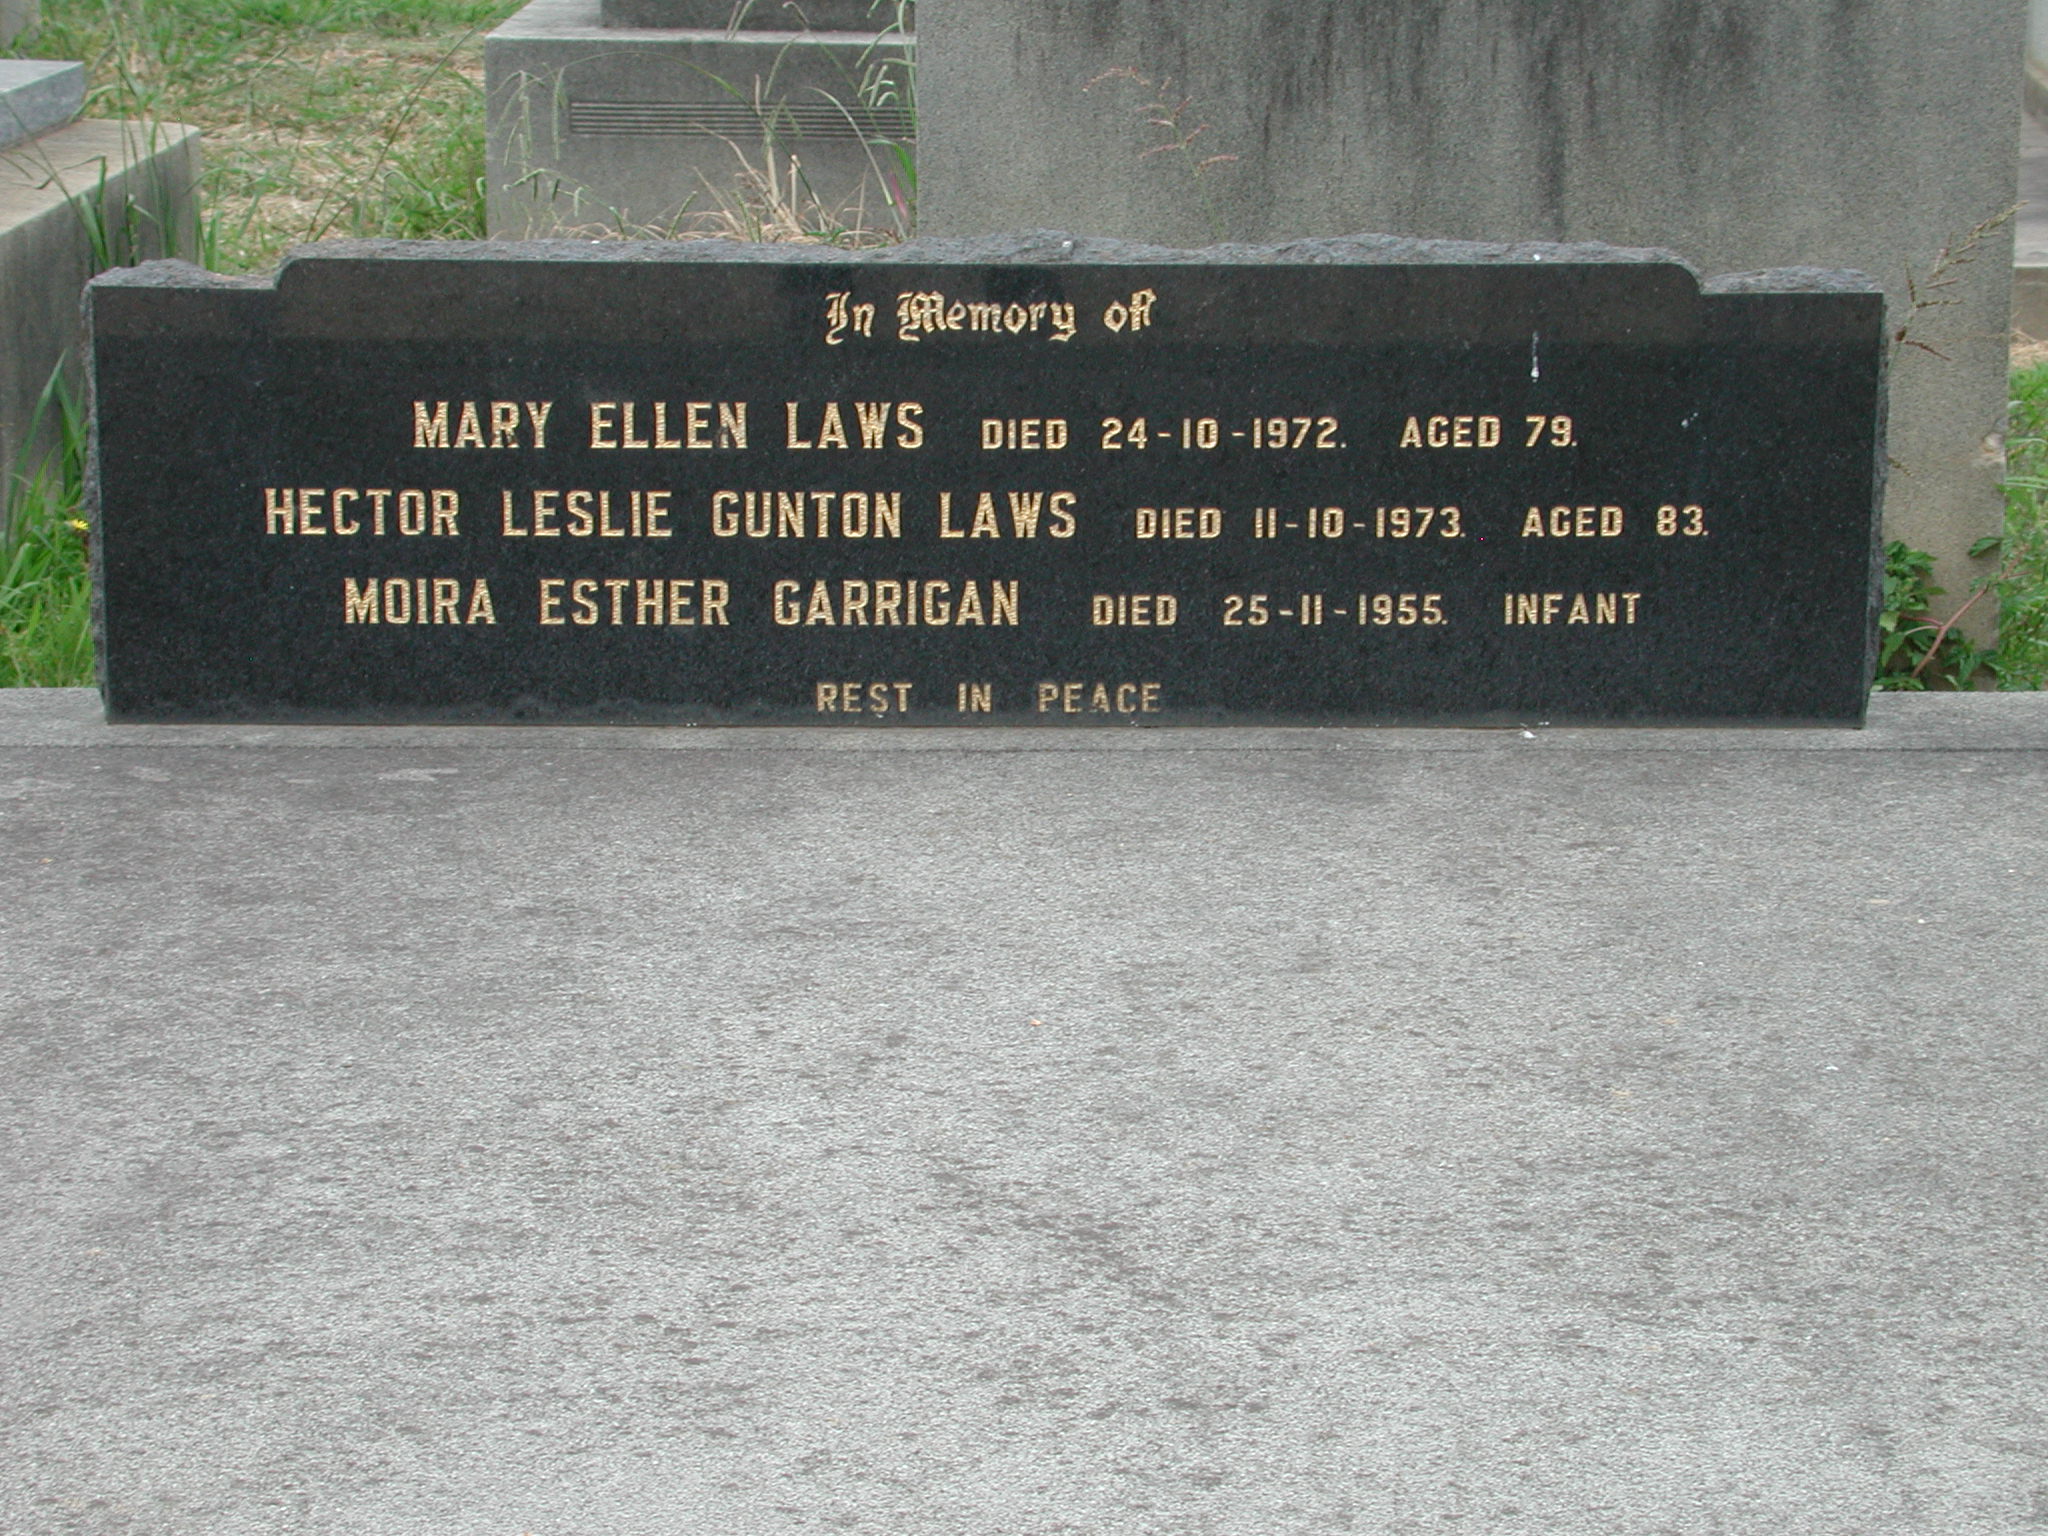 In Memory of
MARY ELLEN LAWS DIED 24-10-1972. AGED 79.
HECTOR LESLIE GUNTON LAWS DIED 11-10-1973. AGED 83.
MOIRA ESTHER GARRIGAN DIED 25-11-1955. INFANT
REST IN PEACE